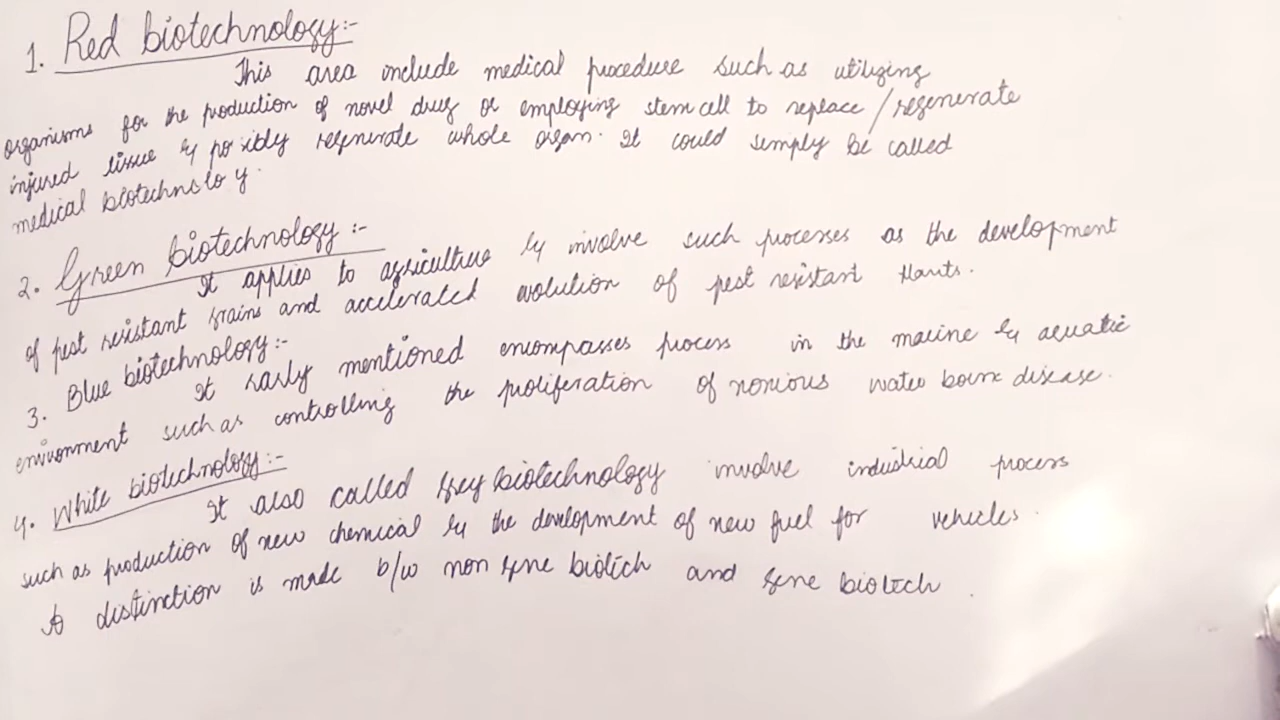 1. Red biotechnology:-
This area include medical procedure such as utilizing
organisms for the production of novel drug or employing stem cell to replace/regenerate
injured tissue & possibly regenerate whole organ. It could simply be called
medical biotechnology.
2. Green biotechnology :-
It applies to agriculture & involve such processes as the development
of pest resistant grains and accelerated evolution of pest resistant plants.
3. Blue biotechnology:-
It rarly mentioned encompasses process in the marine & aquatic
environment such as controlling the proliferation of noxious water borne disease.
4. White biotechnology:-
It also called grey biotechnology involve industrial process
such as production of new chemical & the development of new fuel for vehicles.
A distinction is made b/w non gene biotech and gene biotech.